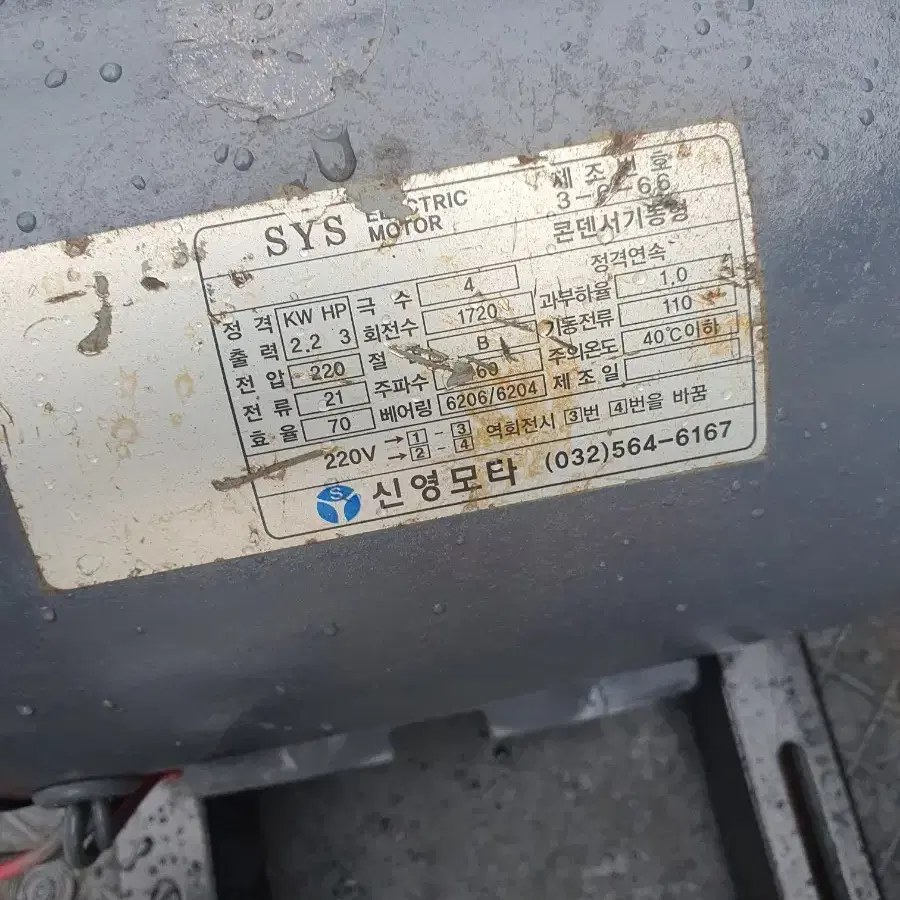 SYS ELECTRIC MOTOR
제조번호
3-6-66
콘덴서기동형
정격연속
정격 KW HP 극수 4 과부하율 1.0
출력 2.2 3 회전수 1720 기동전류 110
전압 220 절 B 주의온도 40℃이하
전류 21 주파수 60 제조일
효율 70 베어링 6206/6204
220V →1-3 →2-4 역회전시 3번 4번을 바꿈
S 신영모타 (032)564-6167